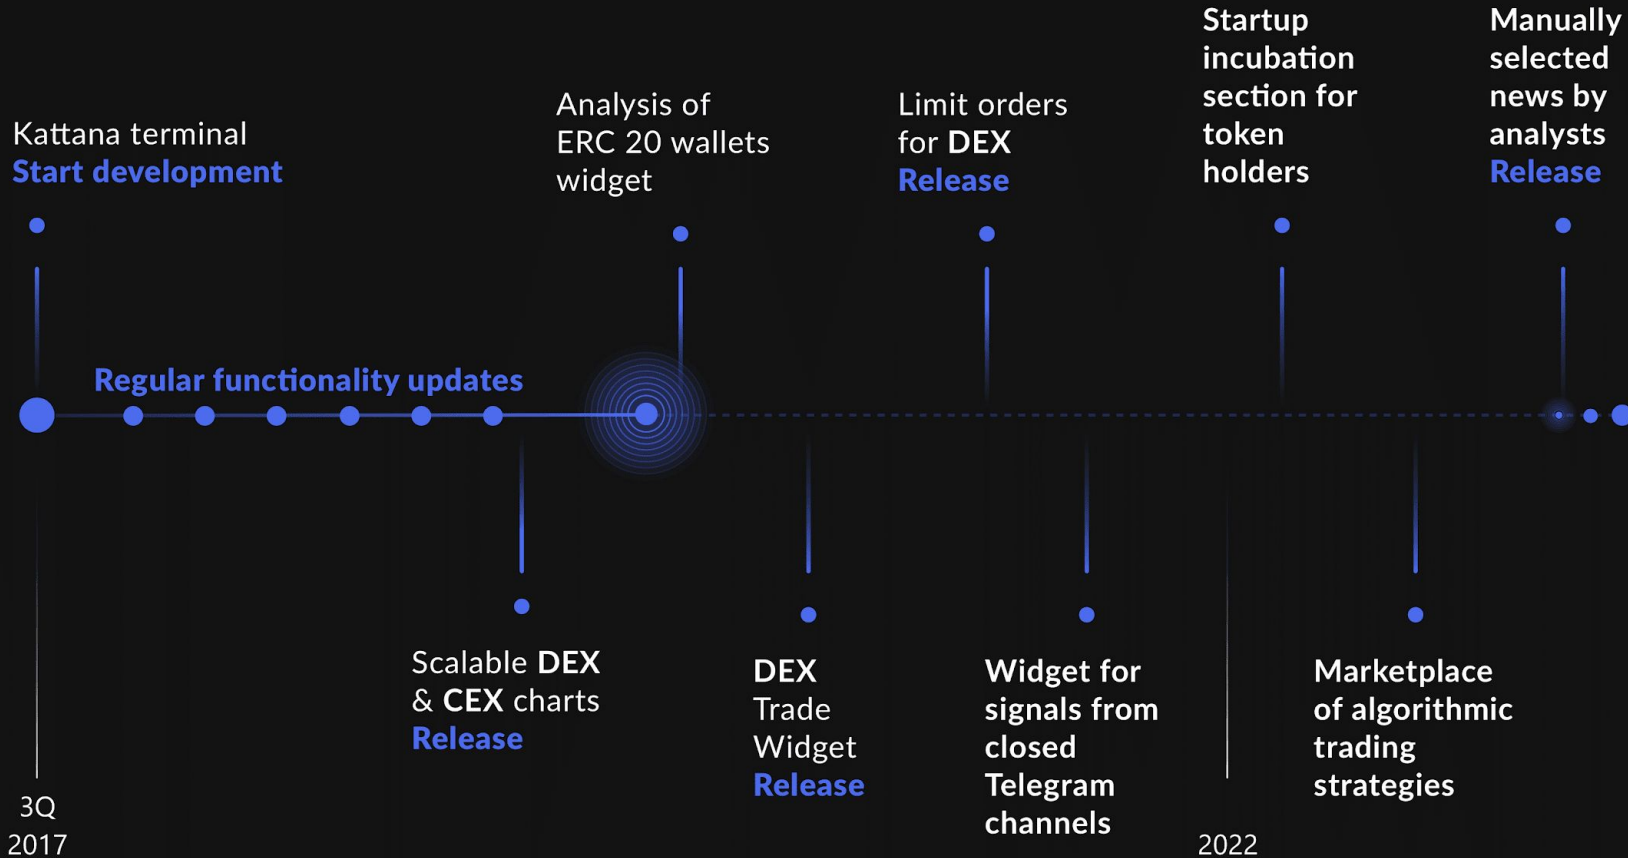 Kattana terminal
Start development
Analysis of
ERC 20 wallets
widget
Limit orders
for DEX
Release
Startup
incubation
section for
token
holders
Manually
selected
news by
analysts
Release
Regular functionality updates
Scalable DEX
& CEX charts
Release
DEX
Trade
Widget
Release
Widget for
signals from
closed
Telegram
channels
Marketplace
of algorithmic
trading
strategies
3Q
2017
2022